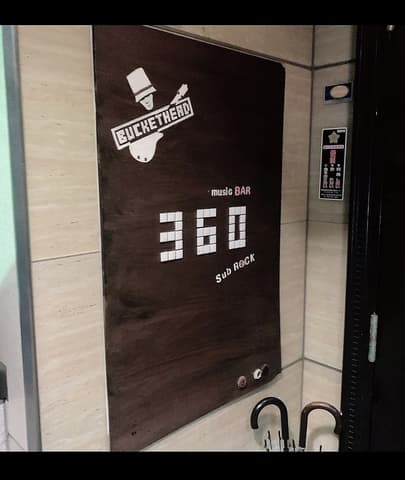 BUCKETHEAD
music BAR
360
Sub ROCK